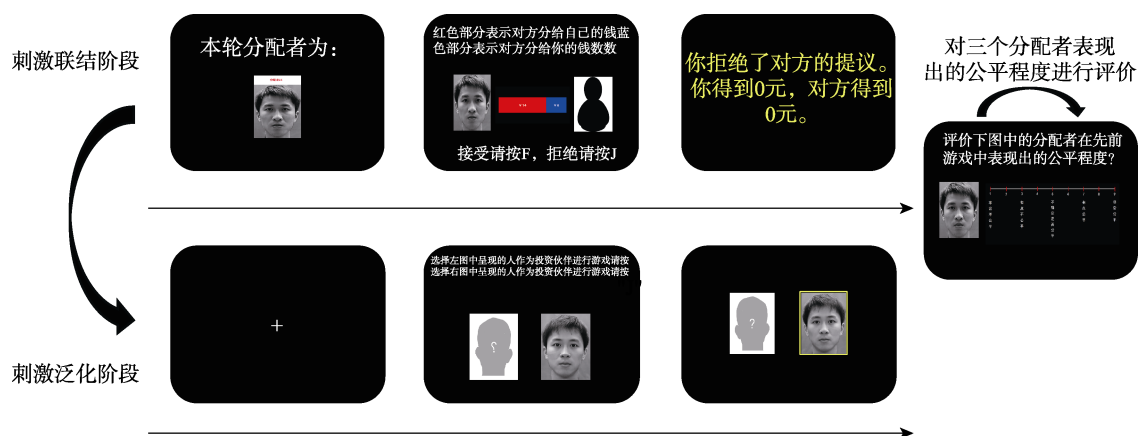 刺激联结阶段
本轮分配者为：
红色部分表示对方分给自己的钱蓝
色部分表示对方分给你的钱数数
接受请按F，拒绝请按J
你拒绝了对方的提议。
你得到0元，对方得到
0元。
对三个分配者表现
出的公平程度进行评价
评价下图中的分配者在先前
游戏中表现出的公平程度？
刺激泛化阶段
+
选择左图中呈现的人作为投资伙伴进行游戏请按
选择右图中呈现的人作为投资伙伴进行游戏请按
?
?